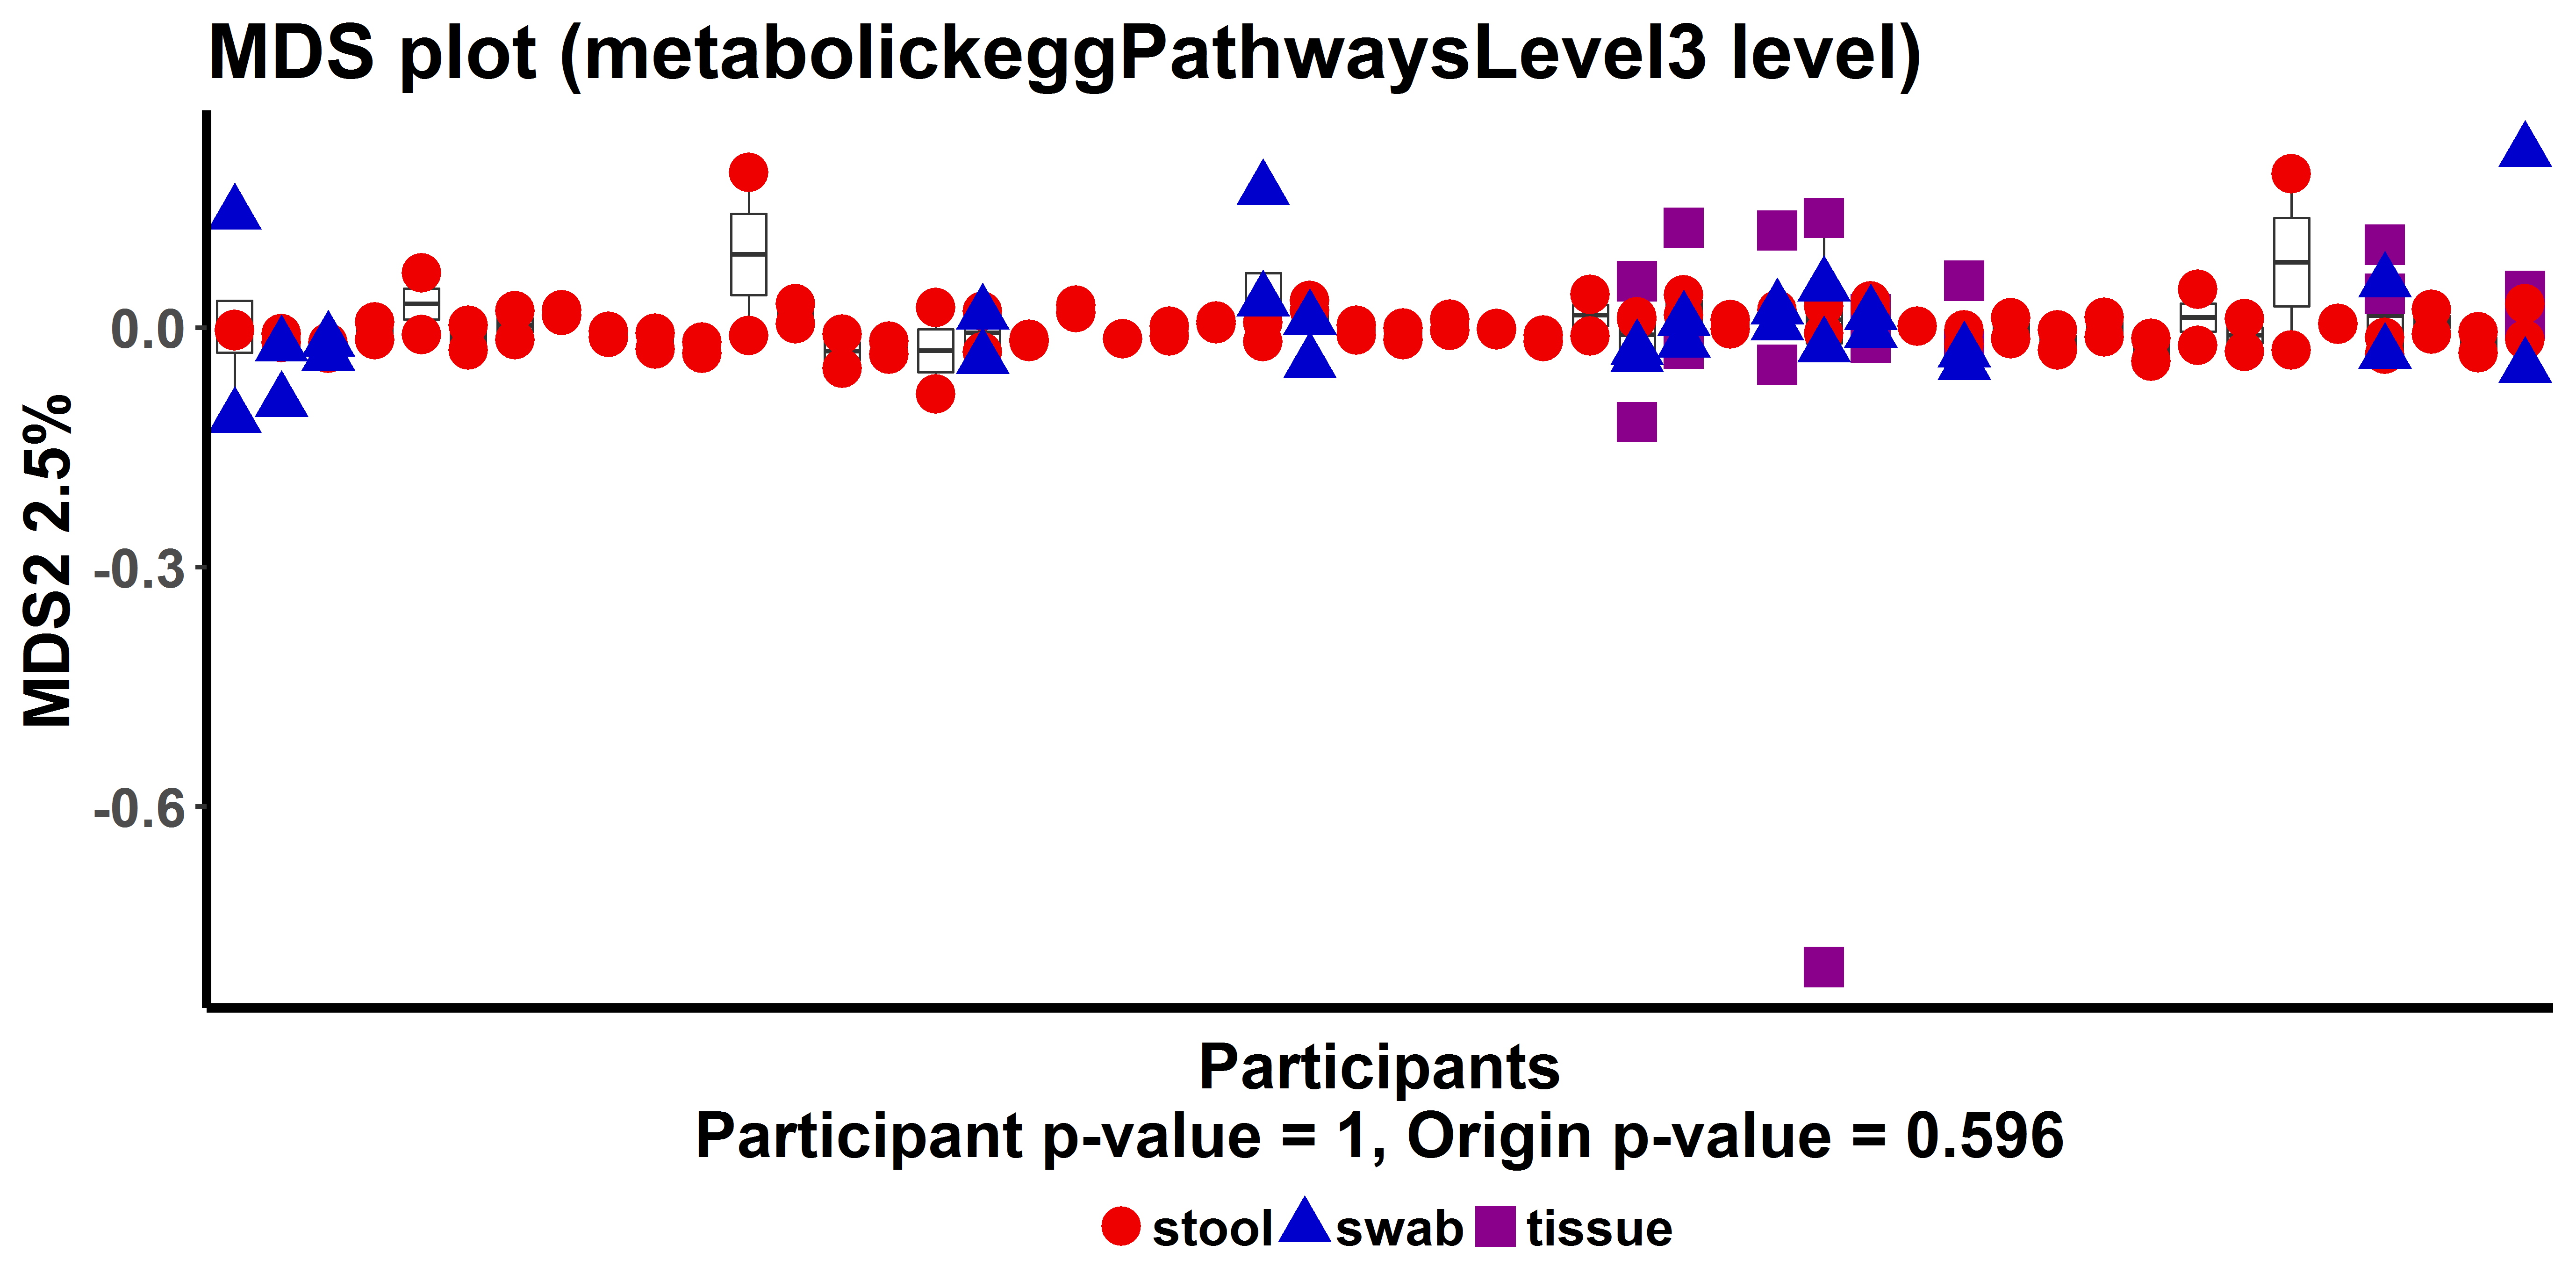 MDS plot (metabolickeggPathwaysLevel3 level)
MDS2 2.5%
0.0
-0.3
-0.6
Participants
Participant p-value = 1, Origin p-value = 0.596
stool swab tissue